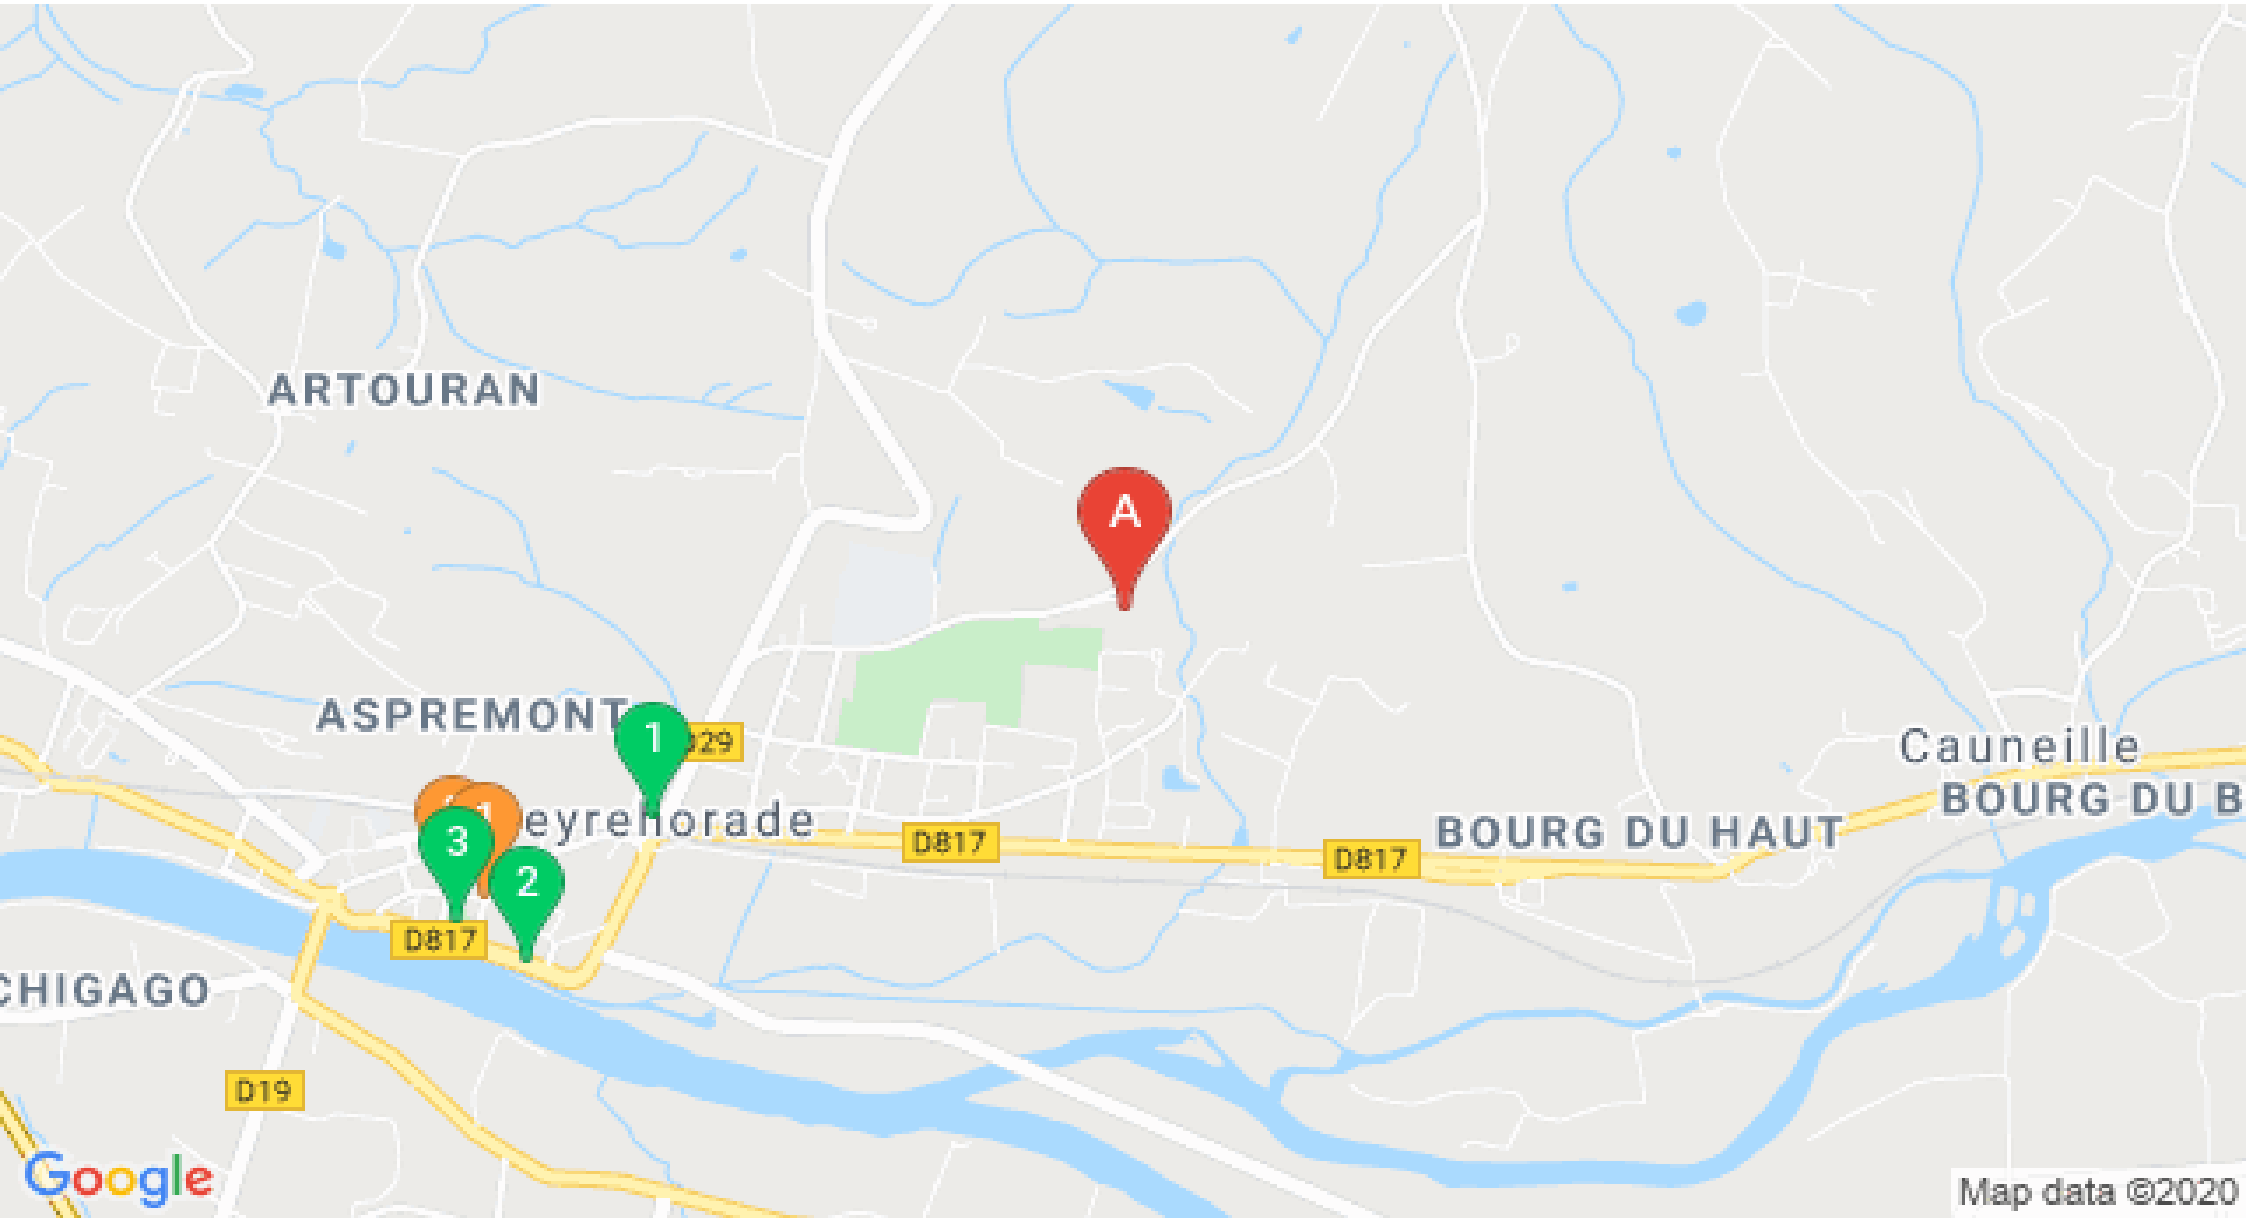 ARTOURAN
A
ASPREMONT
1
29
Cauneille
BOURG DU B
1
eyrehorade
3
D817
BOURG DU HAUT
D817
2
D817
CHIGAGO
D19
Google
Map data ©2020